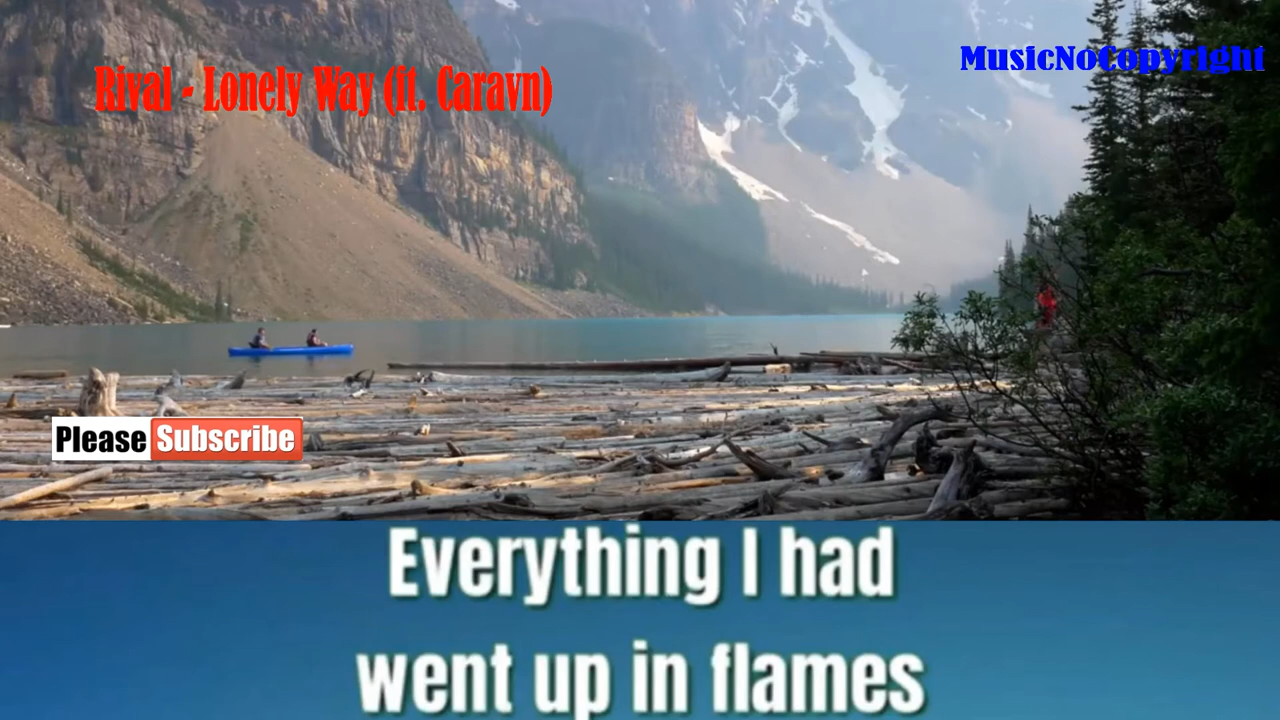 Rival - Lonely Way (ft. Caravn)
MusicNoCopyright
Please Subscribe
Everything I had
went up in flames